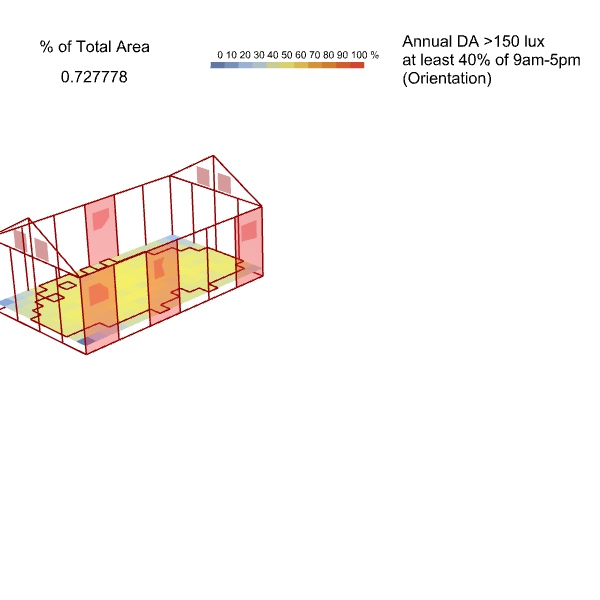 % of Total Area
0.727778
0 10 20 30 40 50 60 70 80 90 100 %
Annual DA >150 lux
at least 40% of 9am-5pm
(Orientation)